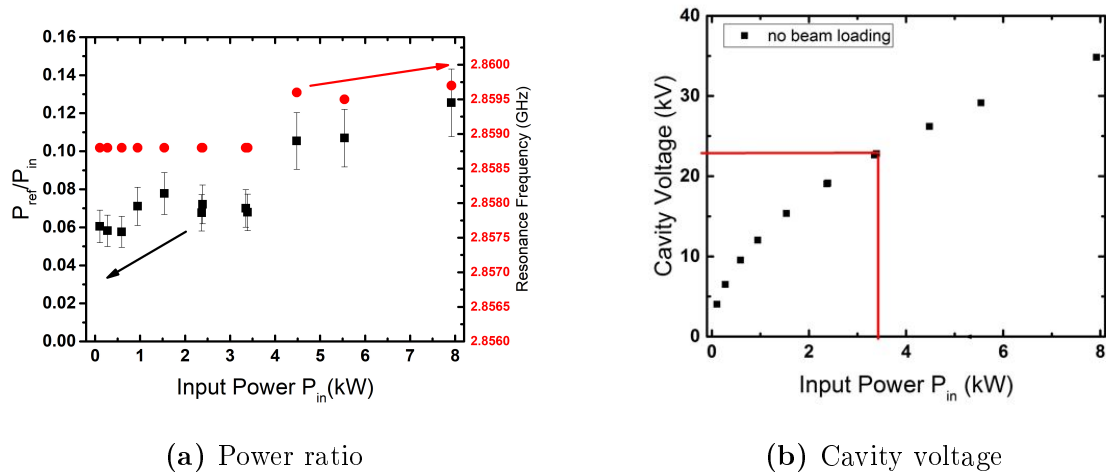 0.16
0.14
0.12
0.10
0.08
0.06
0.04
0.02
0.00
P_ref/P_in
0 1 2 3 4 5 6 7 8
Input Power P_in(kW)
2.8600
2.8595
2.8590
2.8585
2.8580
2.8575
2.8570
2.8565
2.8560
Resonance Frequency (GHz)
(a) Power ratio
40
30
20
10
0
Cavity Voltage (kV)
no beam loading
0 2 4 6 8
Input Power P_in (kW)
(b) Cavity voltage